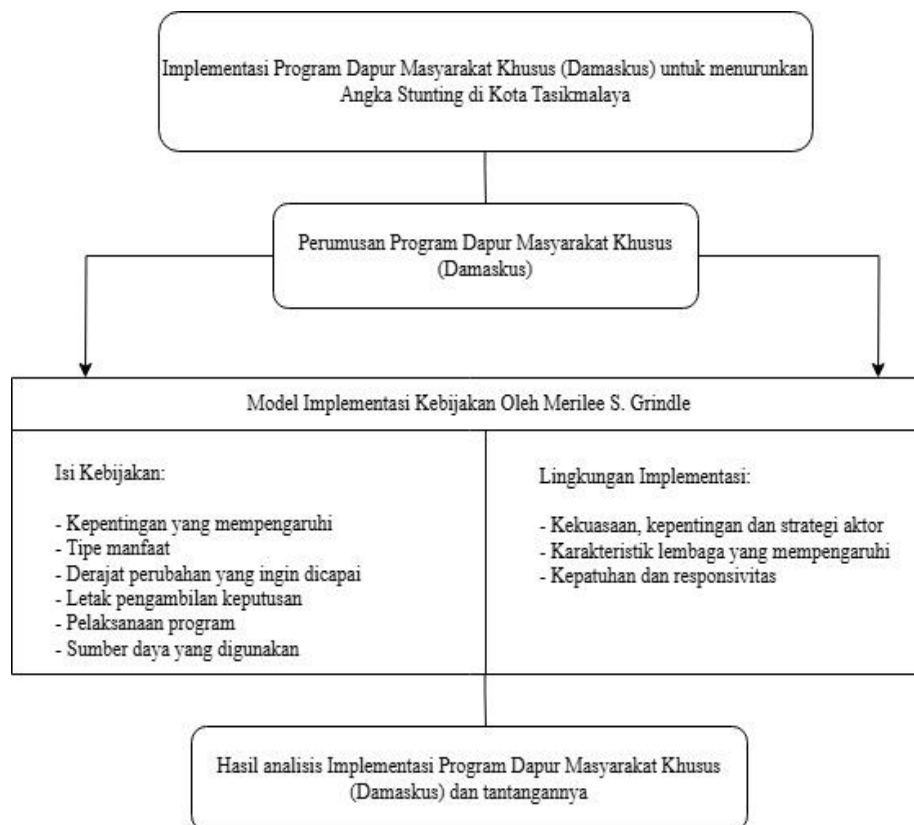 Implementasi Program Dapur Masyarakat Khusus (Damaskus) untuk menurunkan
Angka Stunting di Kota Tasikmalaya
Perumusan Program Dapur Masyarakat Khusus
(Damaskus)
Model Implementasi Kebijakan Oleh Merilee S. Grindle
Isi Kebijakan:
- Kepentingan yang mempengaruhi
- Tipe manfaat
- Derajat perubahan yang ingin dicapai
- Letak pengambilan keputusan
- Pelaksanaan program
- Sumber daya yang digunakan
Lingkungan Implementasi:
- Kekuasaan, kepentingan dan strategi aktor
- Karakteristik lembaga yang mempengaruhi
- Kepatuhan dan responsivitas
Hasil analisis Implementasi Program Dapur Masyarakat Khusus
(Damaskus) dan tantangannya